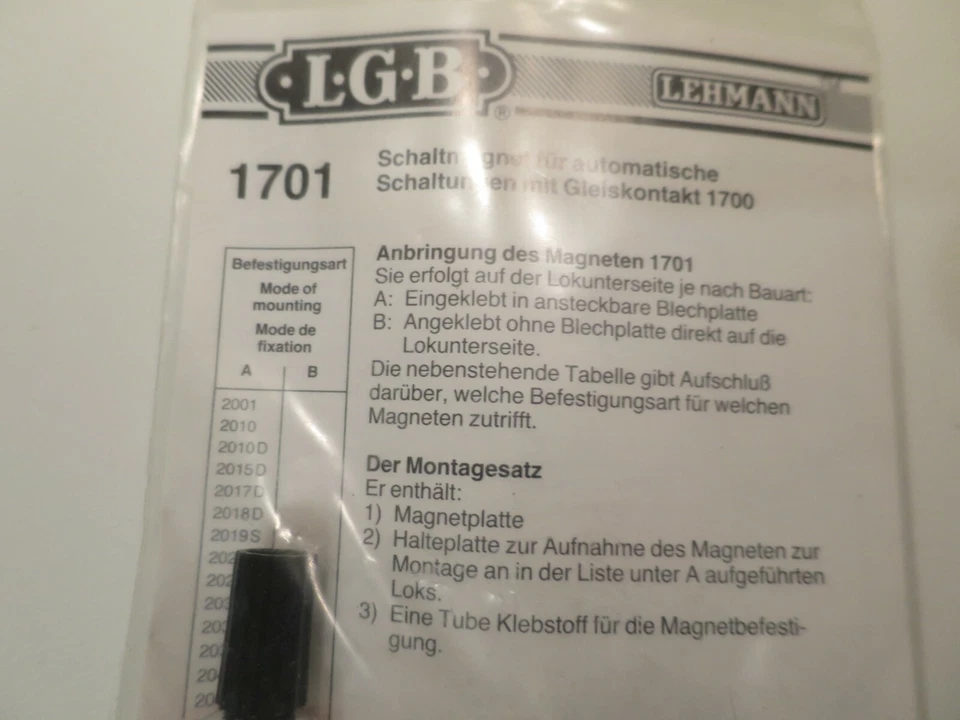 L·G·B
®
LEHMANN
1701
Schaltmagnet für automatische
Schaltungen mit Gleiskontakt 1700
Befestigungsart
Mode of
mounting
Mode de
fixation
A B
2001
2010
2010D
2015D
2017D
2018D
2019S
Anbringung des Magneten 1701
Sie erfolgt auf der Lokunterseite je nach Bauart:
A: Eingeklebt in ansteckbare Blechplatte
B: Angeklebt ohne Blechplatte direkt auf die
Lokunterseite.
Die nebenstehende Tabelle gibt Aufschluß
darüber, welche Befestigungsart für welchen
Magneten zutrifft.
Der Montagesatz
Er enthält:
1) Magnetplatte
2) Halteplatte zur Aufnahme des Magneten zur
Montage an in der Liste unter A aufgeführten
Loks.
3) Eine Tube Klebstoff für die Magnetbefesti-
gung.